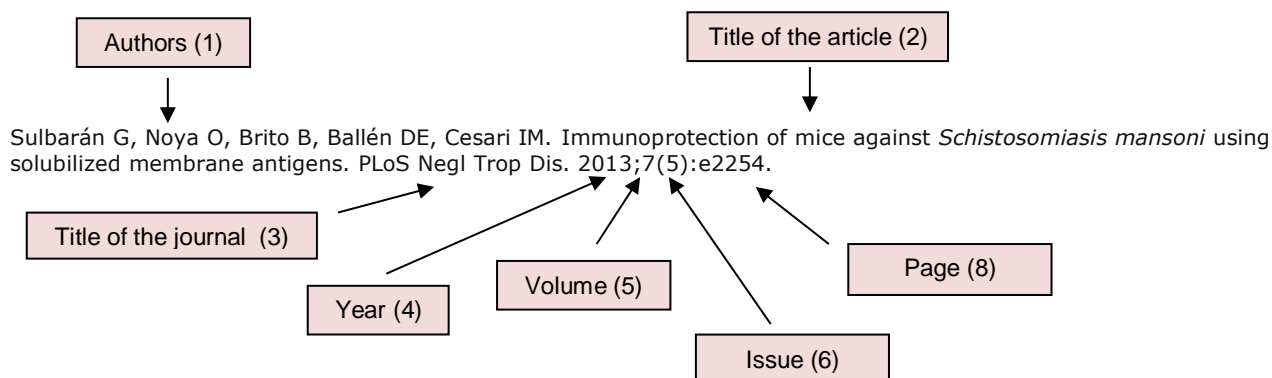 Authors (1)
Title of the article (2)
Sulbarán G, Noya O, Brito B, Ballén DE, Cesari IM. Immunoprotection of mice against Schistosomiasis mansoni using
solubilized membrane antigens. PLoS Negl Trop Dis. 2013;7(5):e2254.
Title of the journal (3)
Year (4)
Volume (5)
Page (8)
Issue (6)